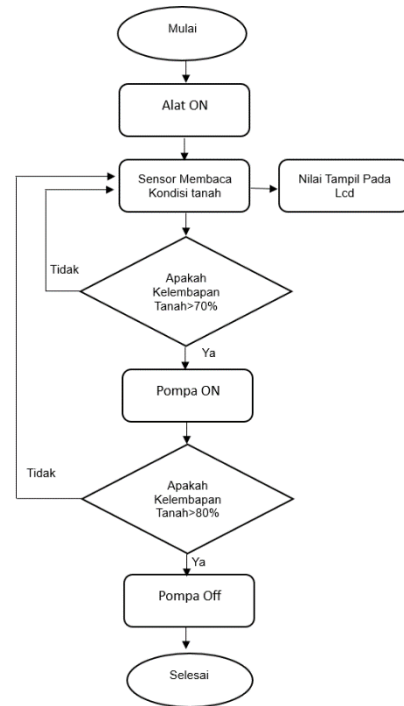 Mulai
Alat ON
Sensor Membaca
Kondisi tanah
Nilai Tampil Pada
Lcd
Tidak
Apakah
Kelembapan
Tanah>70%
Ya
Pompa ON
Tidak
Apakah
Kelembapan
Tanah>80%
Ya
Pompa Off
Selesai